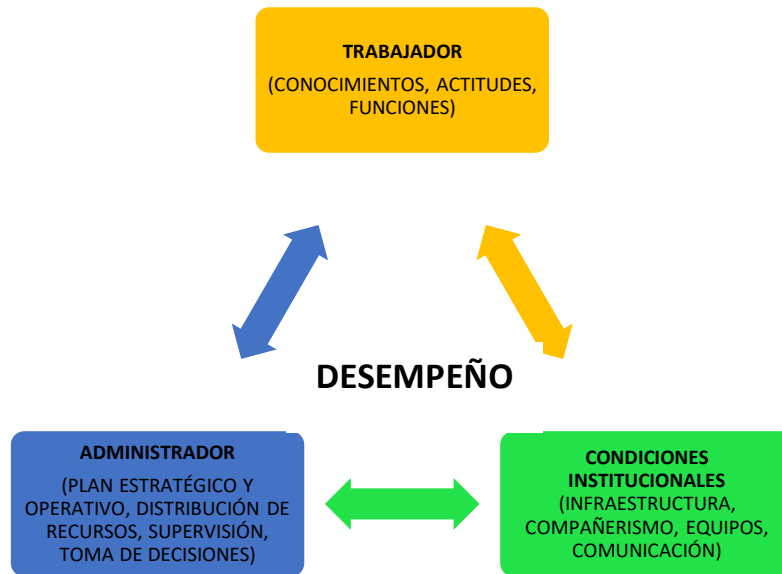 TRABAJADOR
(CONOCIMIENTOS, ACTITUDES,
FUNCIONES)
DESEMPEÑO
ADMINISTRADOR
(PLAN ESTRATÉGICO Y
OPERATIVO, DISTRIBUCIÓN DE
RECURSOS, SUPERVISIÓN,
TOMA DE DECISIONES)
CONDICIONES
INSTITUCIONALES
(INFRAESTRUCTURA,
COMPAÑERISMO, EQUIPOS,
COMUNICACIÓN)